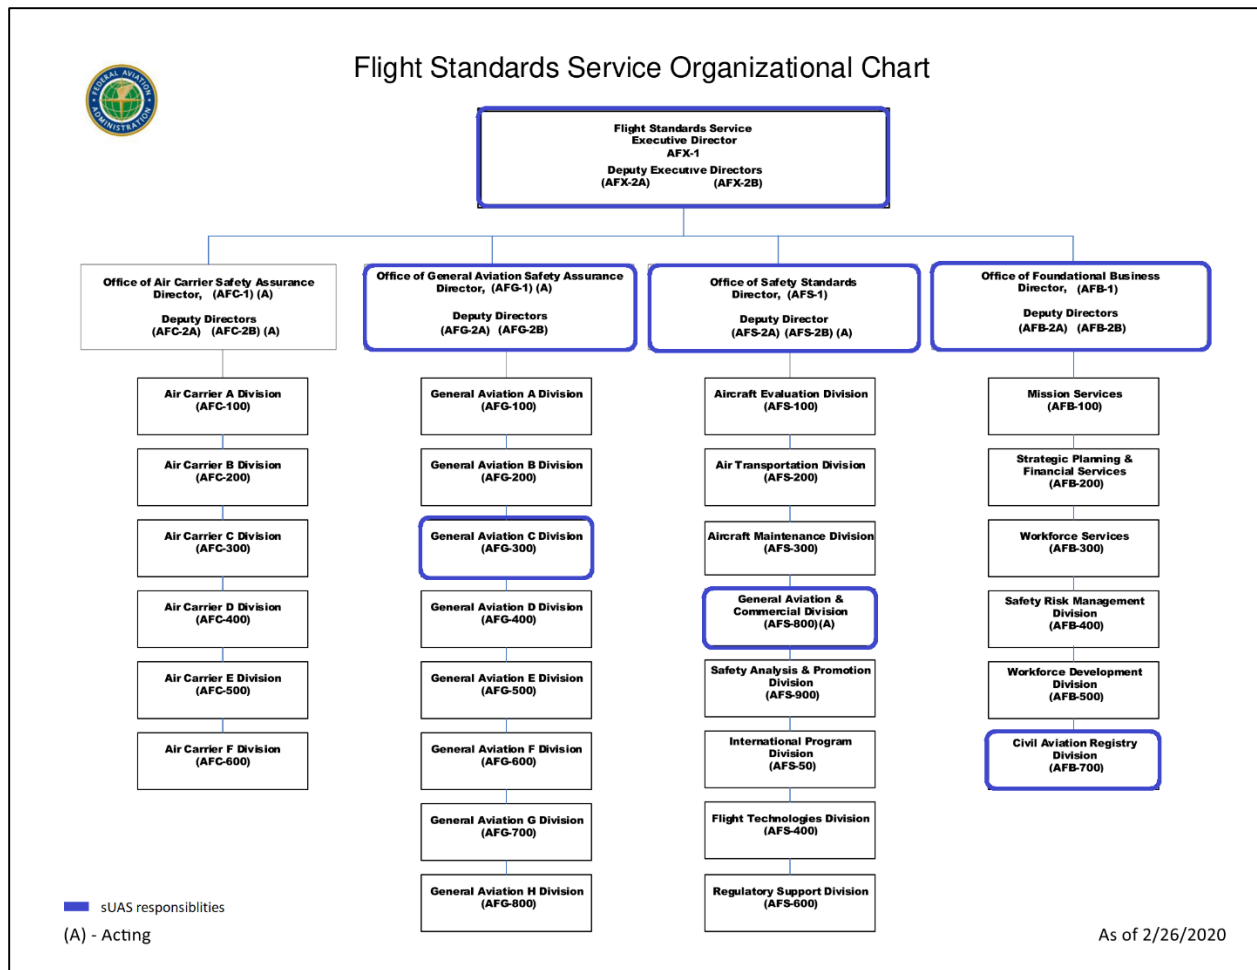 Flight Standards Service Organizational Chart
FEDERAL AVIATION
ADMINISTRATION
Flight Standards Service
Executive Director
AFX-1
Deputy Executive Directors
(AFX-2A) (AFX-2B)
Office of Air Carrier Safety Assurance
Director, (AFC-1) (A)
Deputy Directors
(AFC-2A) (AFC-2B) (A)
Office of General Aviation Safety Assurance
Director, (AFG-1) (A)
Deputy Directors
(AFG-2A) (AFG-2B)
Office of Safety Standards
Director, (AFS-1)
Deputy Director
(AFS-2A) (AFS-2B) (A)
Office of Foundational Business
Director, (AFB-1)
Deputy Directors
(AFB-2A) (AFB-2B)
Air Carrier A Division
(AFC-100)
Air Carrier B Division
(AFC-200)
Air Carrier C Division
(AFC-300)
Air Carrier D Division
(AFC-400)
Air Carrier E Division
(AFC-500)
Air Carrier F Division
(AFC-600)
General Aviation A Division
(AFG-100)
General Aviation B Division
(AFG-200)
General Aviation C Division
(AFG-300)
General Aviation D Division
(AFG-400)
General Aviation E Division
(AFG-500)
General Aviation F Division
(AFG-600)
General Aviation G Division
(AFG-700)
General Aviation H Division
(AFG-800)
Aircraft Evaluation Division
(AFS-100)
Air Transportation Division
(AFS-200)
Aircraft Maintenance Division
(AFS-300)
General Aviation &
Commercial Division
(AFS-800)(A)
Safety Analysis & Promotion
Division
(AFS-900)
International Program
Division
(AFS-50)
Flight Technologies Division
(AFS-400)
Regulatory Support Division
(AFS-600)
Mission Services
(AFB-100)
Strategic Planning &
Financial Services
(AFB-200)
Workforce Services
(AFB-300)
Safety Risk Management
Division
(AFB-400)
Workforce Development
Division
(AFB-500)
Civil Aviation Registry
Division
(AFB-700)
sUAS responsiblities
(A) - Acting
As of 2/26/2020